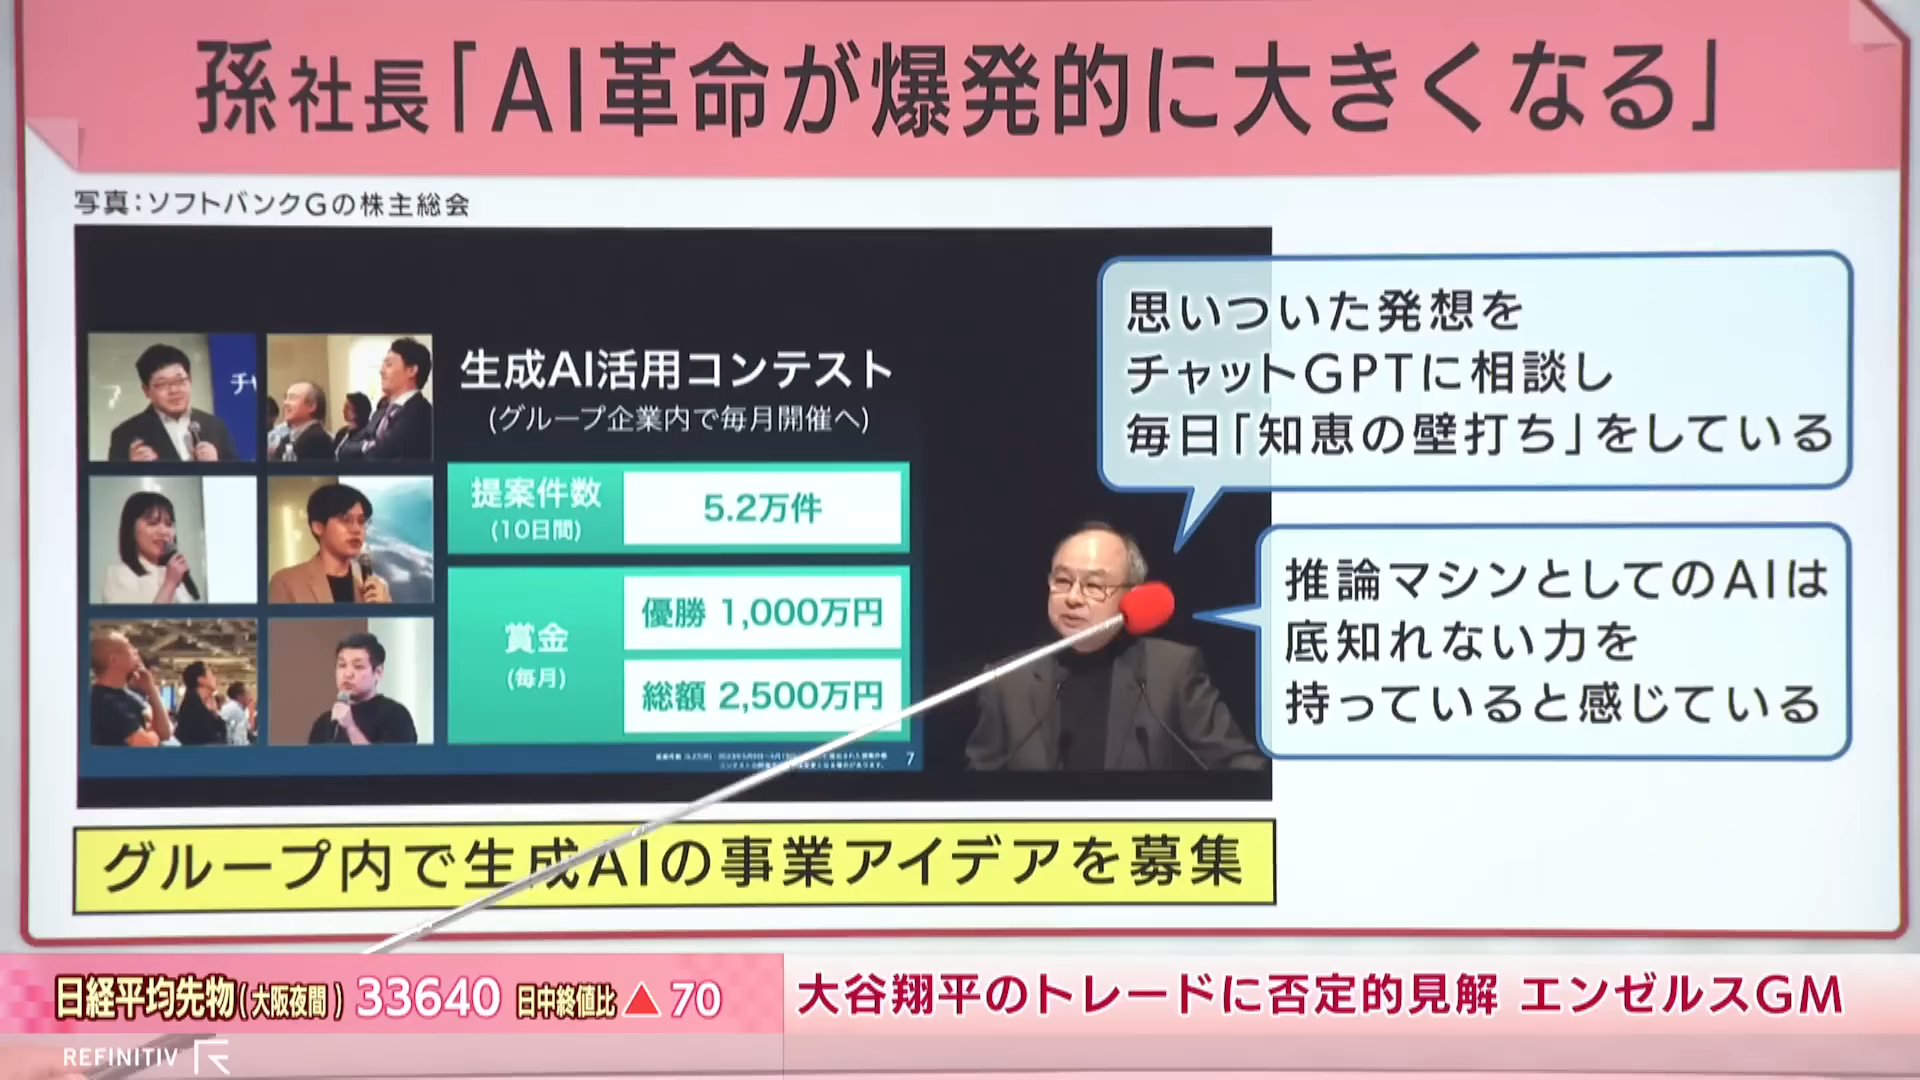 孫社長「AI革命が爆発的に大きくなる」
写真：ソフトバンクGの株主総会
チャ
生成AI活用コンテスト
(グループ企業内で毎月開催へ)
提案件数
(10日間)
5.2万件
賞金
(毎月)
優勝 1,000万円
総額 2,500万円
7
思いついた発想を
チャットGPTに相談し
毎日「知恵の壁打ち」をしている
推論マシンとしてのAIは
底知れない力を
持っていると感じている
グループ内で生成AIの事業アイデアを募集
日経平均先物(大阪夜間) 33640 日中終値比▲70
大谷翔平のトレードに否定的見解 エンゼルスGM
REFINITIV